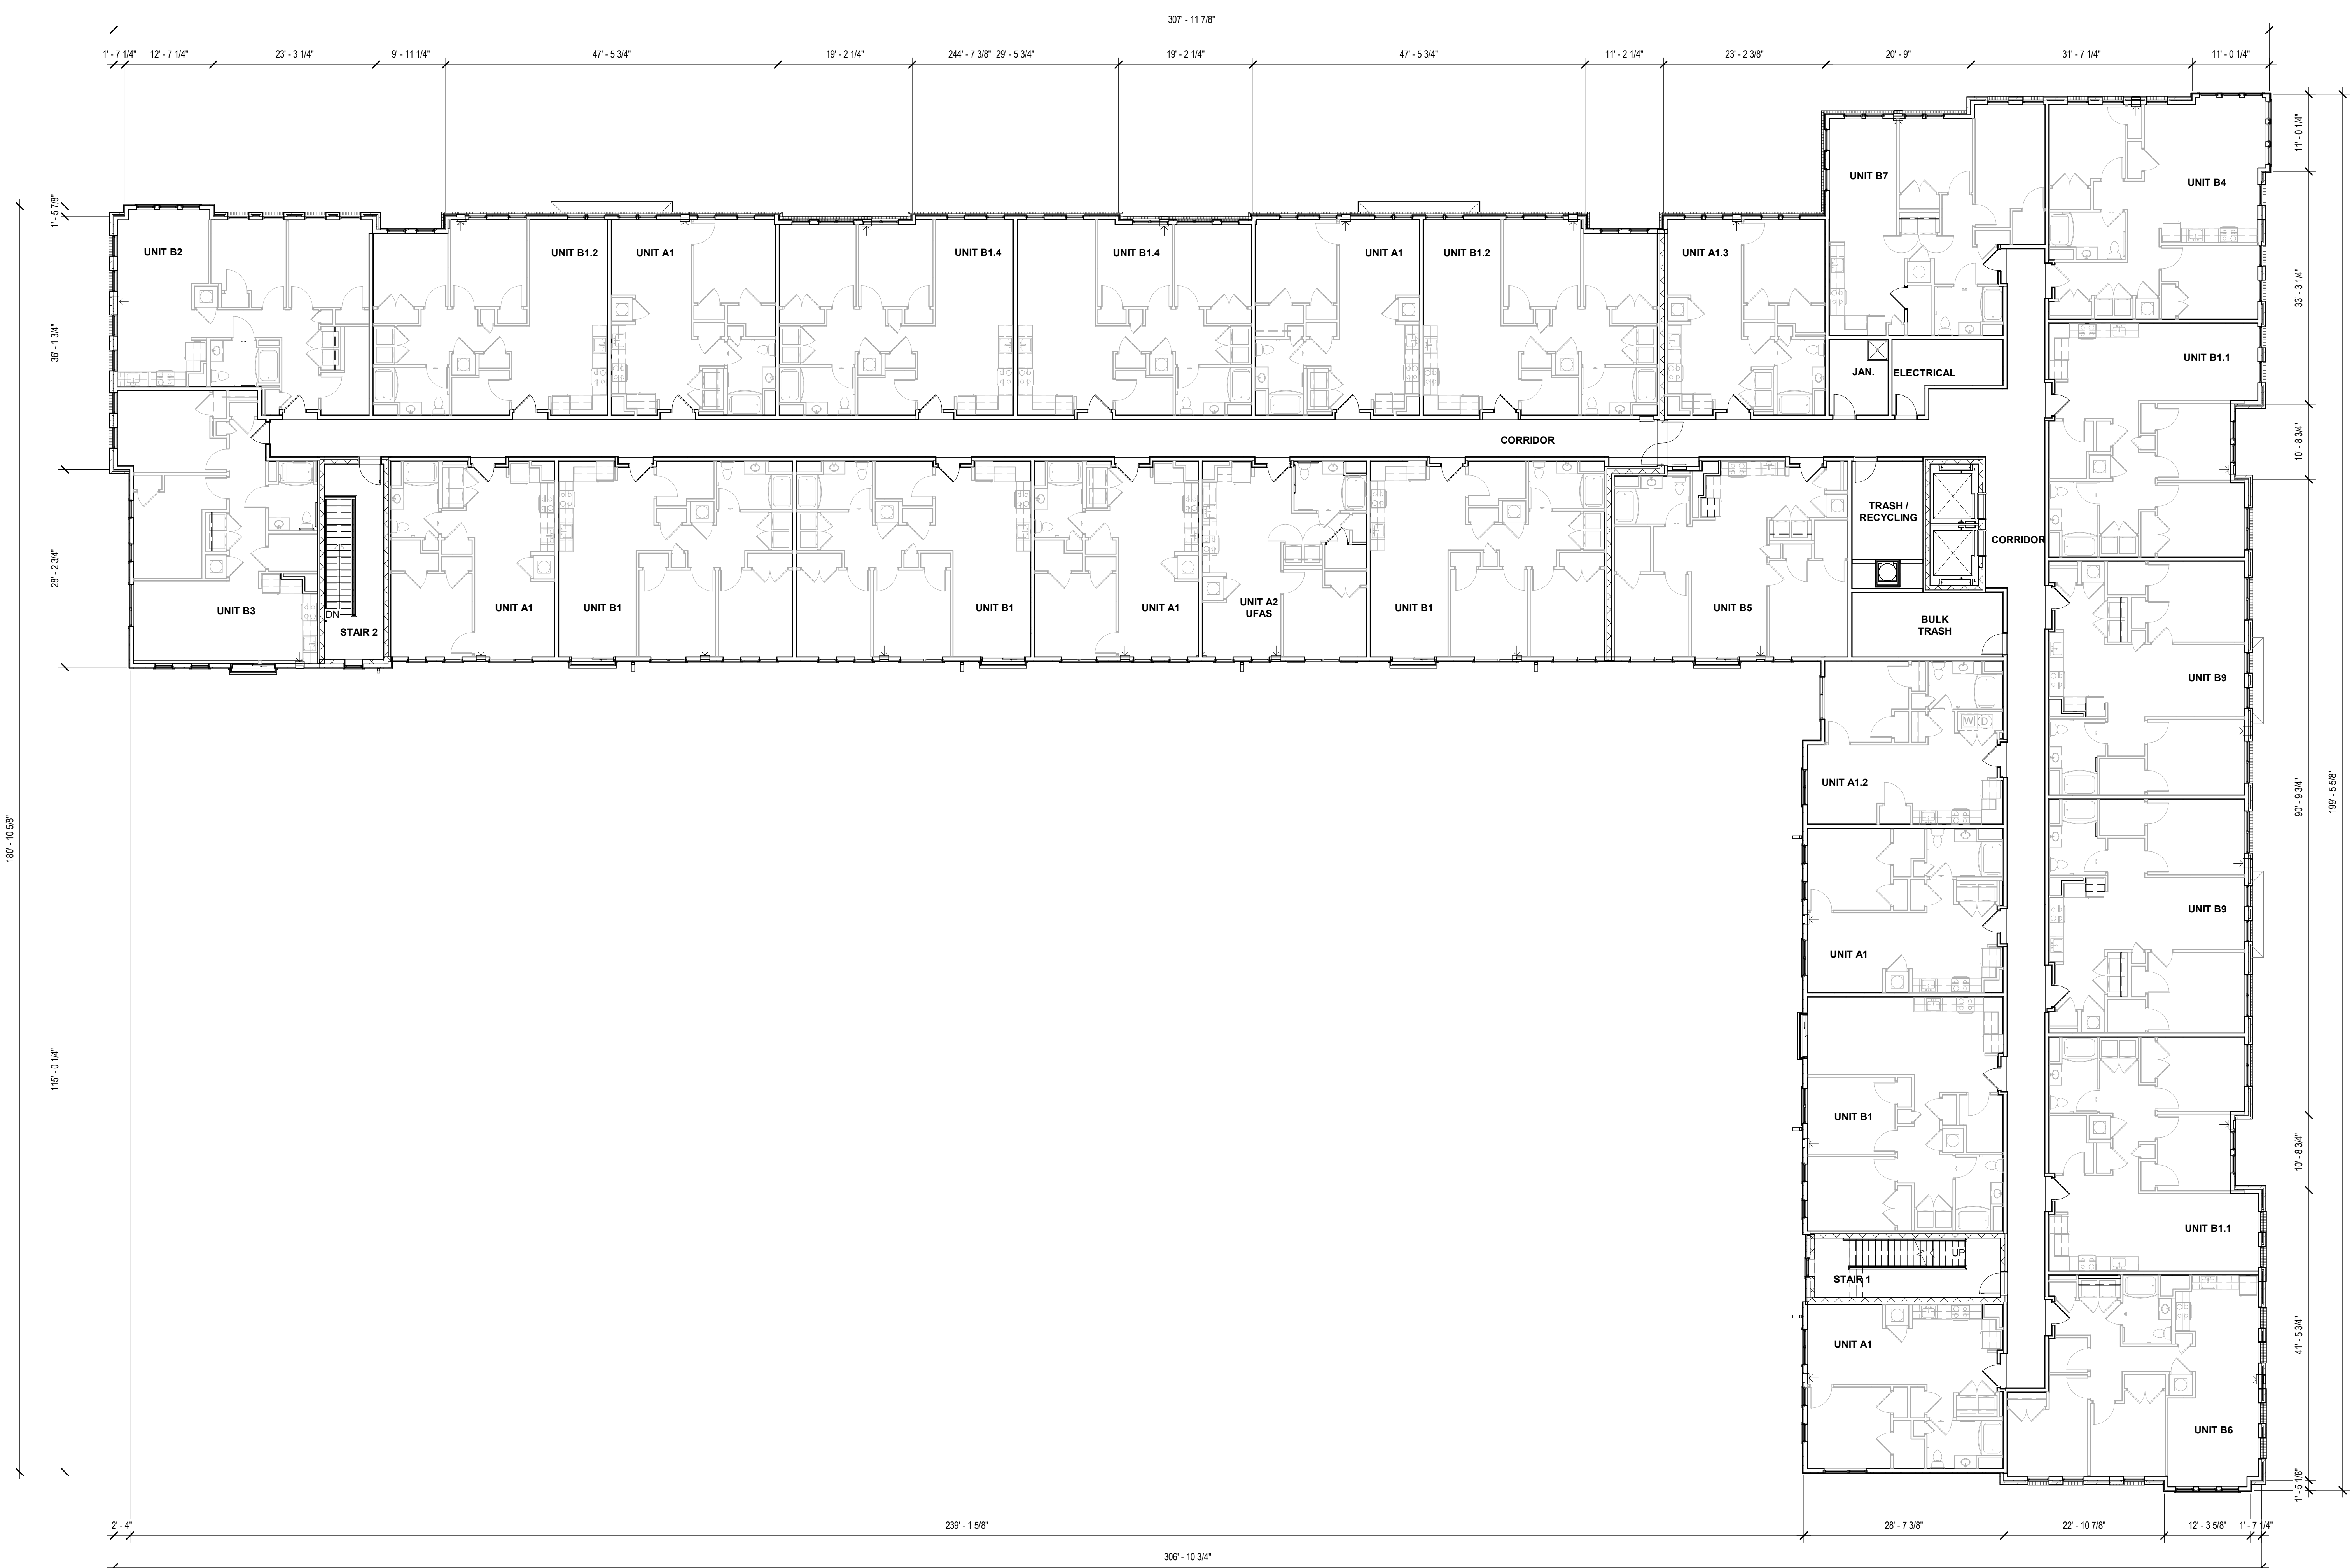 307' - 11 7/8"
1' - 7 1/4" 12' - 7 1/4" 23' - 3 1/4" 9' - 11 1/4" 47' - 5 3/4" 19' - 2 1/4" 244' - 7 3/8" 29' - 5 3/4" 19' - 2 1/4" 47' - 5 3/4" 11' - 2 1/4" 23' - 2 3/8" 20' - 9" 31' - 7 1/4" 11' - 0 1/4"
11' - 0 1/4"
UNIT B7
UNIT B4
1' - 5 7/8"
UNIT B2
UNIT B1.2
UNIT A1
UNIT B1.4
UNIT B1.4
UNIT A1
UNIT B1.2
UNIT A1.3
33' - 3 1/4"
36' - 1 3/4"
UNIT B1.1
JAN.
ELECTRICAL
CORRIDOR
10' - 8 3/4"
TRASH /
RECYCLING
CORRIDOR
28' - 2 3/4"
UNIT B3
DN
STAIR 2
UNIT A1
UNIT B1
UNIT B1
UNIT A1
UNIT A2
UFAS
UNIT B1
UNIT B5
BULK
TRASH
UNIT B9
W D
UNIT A1.2
90' - 9 3/4"
199' - 5 5/8"
180' - 10 5/8"
UNIT B9
UNIT A1
115' - 0 1/4"
UNIT B1
10' - 8 3/4"
UNIT B1.1
UP
STAIR 1
UNIT A1
41' - 5 3/4"
UNIT B6
1' - 5 1/8"
2' - 4" 239' - 1 5/8" 28' - 7 3/8" 22' - 10 7/8" 12' - 3 5/8" 1' - 7 1/4"
306' - 10 3/4"